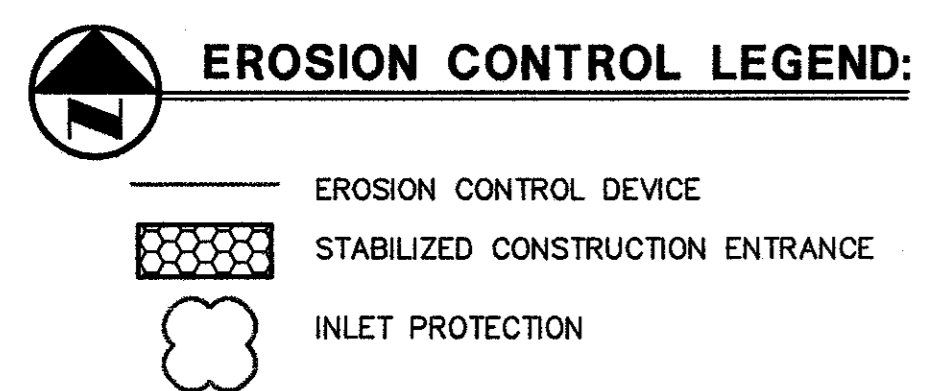 N
EROSION CONTROL LEGEND:
EROSION CONTROL DEVICE
STABILIZED CONSTRUCTION ENTRANCE
INLET PROTECTION